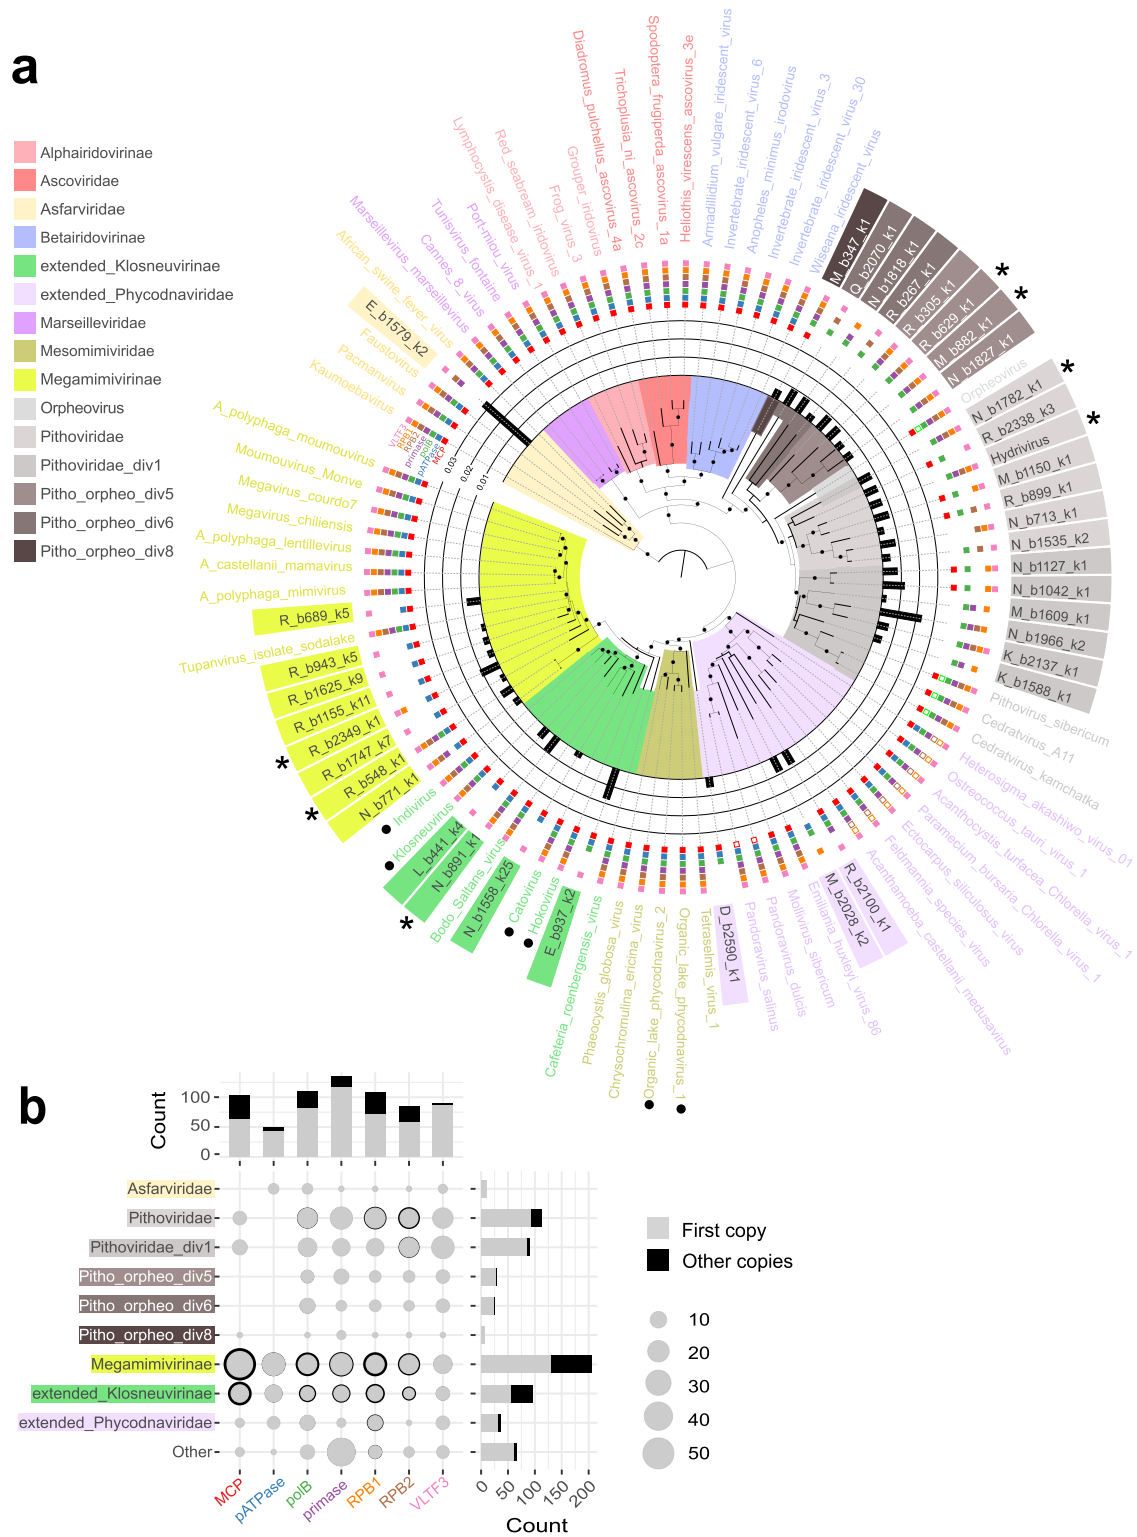 a
Alphairidovirinae
Ascoviridae
Asfarviridae
Betairidovirinae
extended_Klosneuvirinae
extended_Phycodnaviridae
Marseilleviridae
Mesomimiviridae
Megamimivirinae
Orpheovirus
Pithoviridae
Pithoviridae_div1
Pitho_orpheo_div5
Pitho_orpheo_div6
Pitho_orpheo_div8
A_polyphaga_mimivirus
A_castellanii_mamavirus
A_polyphaga_lentillevirus
Megavirus_chiliensis
Megavirus_courdo7
Moumouvirus_Monve
A_polyphaga_moumouvirus
Kaumoebavirus
Pacmanvirus
Faustovirus
E_b1579_k2
African_swine_fever_virus
Marseillevirus_marseillevirus
Cannes_8_virus
Tunisvirus_fontaine
Port-miou_virus
Lymphocystis_disease_virus_1
Red_seabream_iridovirus
Frog_virus_3
Grouper_iridovirus
Diadromus_pulchellus_ascovirus_4a
Trichoplusia_ni_ascovirus_2c
Spodoptera_frugiperda_ascovirus_1a
Heliothis_virescens_ascovirus_3e
Armadillidium_vulgare_iridescent_virus
Invertebrate_iridescent_virus_6
Anopheles_minimus_irodovirus
Invertebrate_iridescent_virus_3
Invertebrate_iridescent_virus_30
Wiseana_iridescent_virus
M_b347_k1
Q_b2070_k1
N_b1818_k1
R_b267_k1
R_b305_k1
*
R_b629_k1
*
M_b882_k1
N_b1827_k1
Orpheovirus
*
N_b1782_k1
R_b2338_k3
*
Hydrivirus
M_b1150_k1
R_b899_k1
N_b713_k1
N_b1535_k2
N_b1127_k1
N_b1042_k1
M_b1609_k1
N_b1966_k2
K_b2137_k1
K_b1588_k1
Pithovirus_sibericum
Cedratvirus_A11
Cedratvirus_kamchatka
Heterosigma_akashiwo_virus_01
Ostreococcus_tauri_virus_1
Acanthocystis_turfacea_Chlorella_virus_1
Paramecium_bursaria_Chlorella_virus_1
Ectocarpus_siliculosus_virus
Feldmannia_species_virus
Acanthamoeba_castellanii_medusavirus
R_b2100_k1
M_b2028_k2
Emiliania_huxleyi_virus_86
Mollivirus_sibericum
Pandoravirus_dulcis
Pandoravirus_salinus
D_b2590_k1
Tetraselmis_virus_1
Organic_lake_phycodnavirus_1
Organic_lake_phycodnavirus_2
Chrysochromulina_ericina_virus
Phaeocystis_globosa_virus
Cafeteria_roenbergensis_virus
E_b937_k2
Hokovirus
Catovirus
N_b1558_k25
Bodo_Saltans_virus
N_b891_k1
*
L_b441_k4
Klosneuvirus
Indivirus
N_b771_k1
*
R_b548_k1
R_b1747_k7
*
R_b2349_k1
R_b1155_k11
R_b1625_k9
R_b943_k5
Tupanvirus_isolate_sodalake
R_b689_k5
VLTF3
RPB1
RPB2
primase
polB
pATPase
MCP
0.03
0.02
0.01
b
Count
100
50
0
Asfarviridae
Pithoviridae
Pithoviridae_div1
Pitho_orpheo_div5
Pitho_orpheo_div6
Pitho_orpheo_div8
Megamimivirinae
extended_Klosneuvirinae
extended_Phycodnaviridae
Other
MCP
pATPase
polB
primase
RPB1
RPB2
VLTF3
0
50
100
150
200
Count
First copy
Other copies
10
20
30
40
50